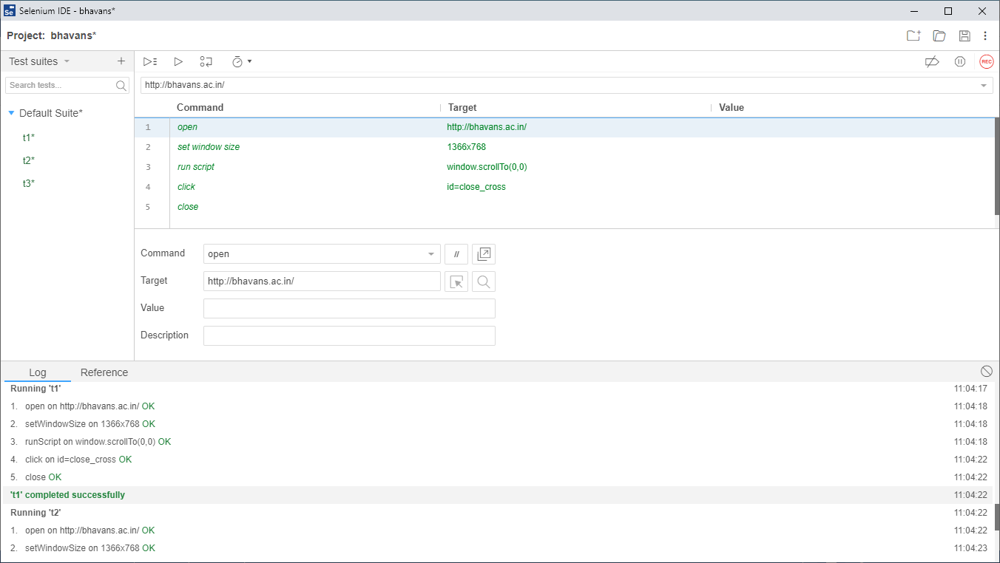 Selenium IDE - bhavans*
Project: bhavans*
Test suites
Search tests...
Default Suite*
t1*
t2*
t3*
REC
http://bhavans.ac.in/
Command Target Value
1 open http://bhavans.ac.in/
2 set window size 1366x768
3 run script window.scrollTo(0,0)
4 click id=close_cross
5 close
Command open //
Target http://bhavans.ac.in/
Value
Description
Log Reference
Running 't1' 11:04:17
1. open on http://bhavans.ac.in/ OK 11:04:18
2. setWindowSize on 1366x768 OK 11:04:18
3. runScript on window.scrollTo(0,0) OK 11:04:18
4. click on id=close_cross OK 11:04:22
5. close OK 11:04:22
't1' completed successfully 11:04:22
Running 't2' 11:04:22
1. open on http://bhavans.ac.in/ OK 11:04:22
2. setWindowSize on 1366x768 OK 11:04:23